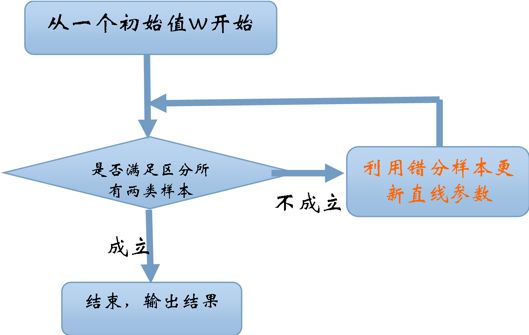 从一个初始值W开始
是否满足区分所
有两类样本
利用错分样本更
新直线参数
不成立
成立
结束，输出结果